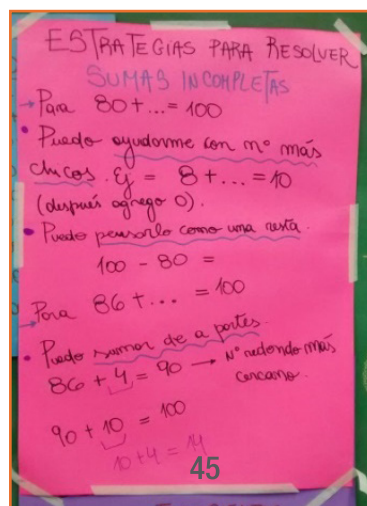 ESTRATEGIAS PARA RESOLVER
SUMAS INCOMPLETAS
→ Para 80 + ... = 100
• Puedo ayudarme con nº más
chicos. Ej = 8 + ... = 10
(después agrego 0).
• Puedo pensarlo como una resta.
100 - 80 =
→ Para 86 + ... = 100
• Puedo sumar de a partes.
86 + 4 = 90 → Nº redondo más
cercano.
90 + 10 = 100
10 + 4 = 14
45